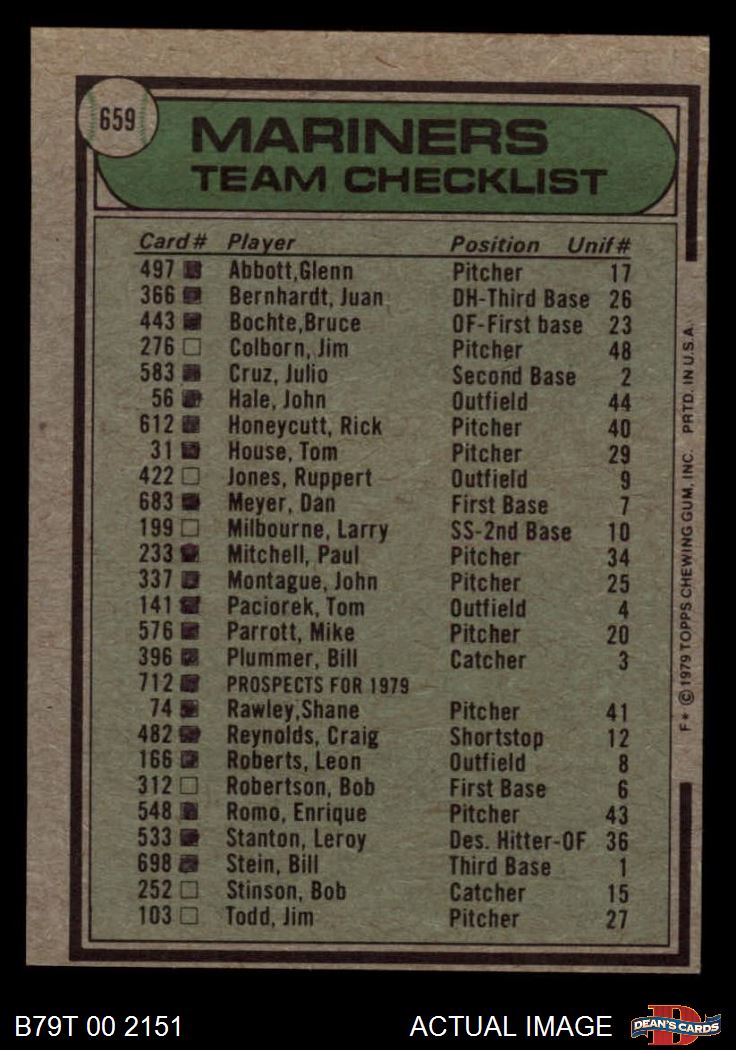 659
MARINERS
TEAM CHECKLIST
Card # Player Position Unif #
497 Abbott,Glenn Pitcher 17
366 Bernhardt, Juan DH-Third Base 26
443 Bochte,Bruce OF-First base 23
276 Colborn, Jim Pitcher 48
583 Cruz, Julio Second Base 2
56 Hale, John Outfield 44
612 Honeycutt, Rick Pitcher 40
31 House, Tom Pitcher 29
422 Jones, Ruppert Outfield 9
683 Meyer, Dan First Base 7
199 Milbourne, Larry SS-2nd Base 10
233 Mitchell, Paul Pitcher 34
337 Montague, John Pitcher 25
141 Paciorek, Tom Outfield 4
576 Parrott, Mike Pitcher 20
396 Plummer, Bill Catcher 3
712 PROSPECTS FOR 1979
74 Rawley,Shane Pitcher 41
482 Reynolds, Craig Shortstop 12
166 Roberts, Leon Outfield 8
312 Robertson, Bob First Base 6
548 Romo, Enrique Pitcher 43
533 Stanton, Leroy Des. Hitter-OF 36
698 Stein, Bill Third Base 1
252 Stinson, Bob Catcher 15
103 Todd, Jim Pitcher 27
F* © 1979 TOPPS CHEWING GUM, INC. PRTD. IN U.S.A.
B79T 00 2151 ACTUAL IMAGE
D
DEAN'S CARDS